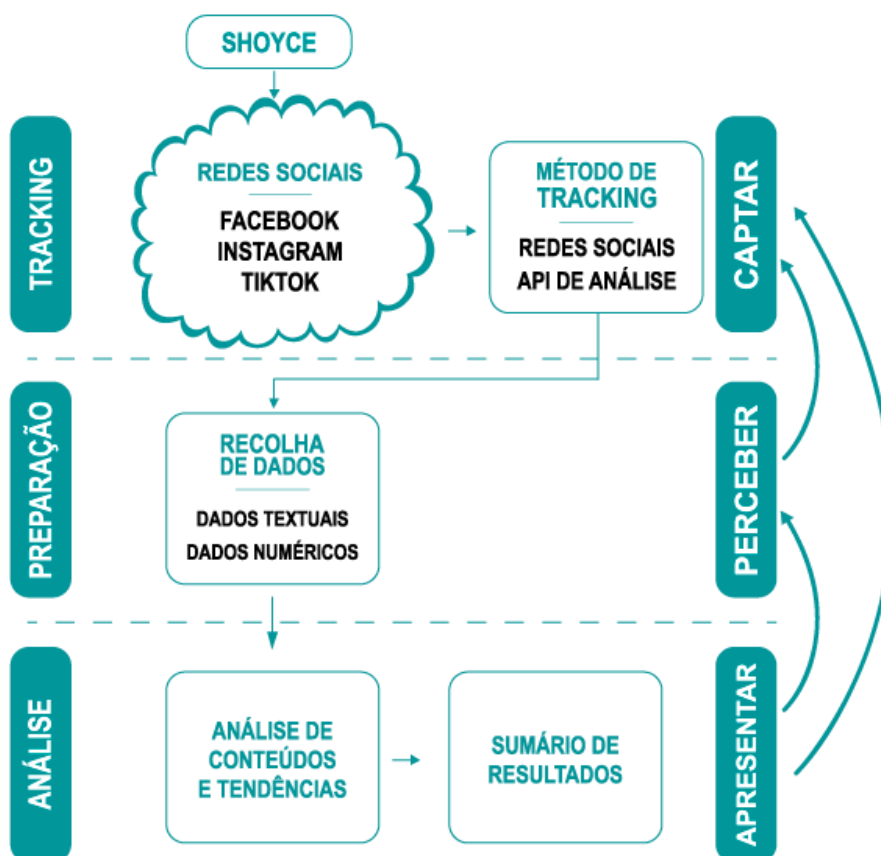 SHOYCE
TRACKING
REDES SOCIAIS
FACEBOOK
INSTAGRAM
TIKTOK
MÉTODO DE
TRACKING
REDES SOCIAIS
API DE ANÁLISE
CAPTAR
PREPARAÇÃO
RECOLHA
DE DADOS
DADOS TEXTUAIS
DADOS NUMÉRICOS
PERCEBER
ANÁLISE
ANÁLISE DE
CONTEÚDOS
E TENDÊNCIAS
SUMÁRIO DE
RESULTADOS
APRESENTAR